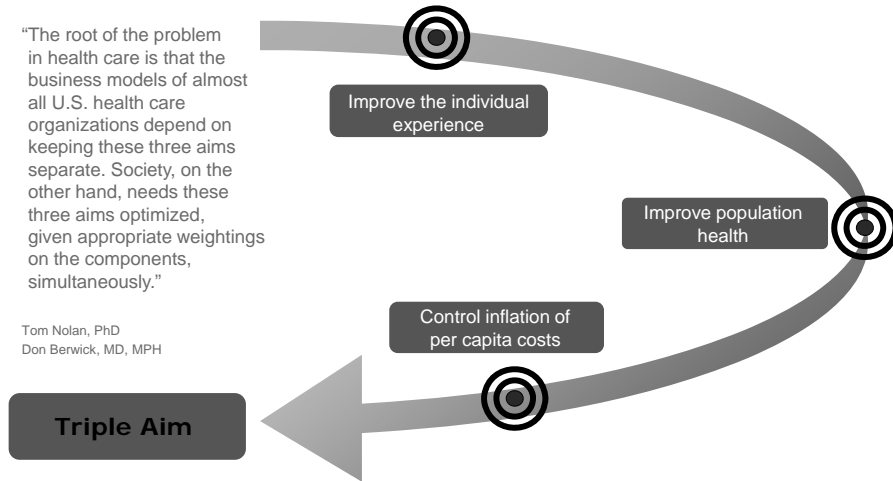 “The root of the problem
in health care is that the
business models of almost
all U.S. health care
organizations depend on
keeping these three aims
separate. Society, on the
other hand, needs these
three aims optimized,
given appropriate weightings
on the components,
simultaneously.”
Tom Nolan, PhD
Don Berwick, MD, MPH
Improve the individual
experience
Improve population
health
Control inflation of
per capita costs
Triple Aim